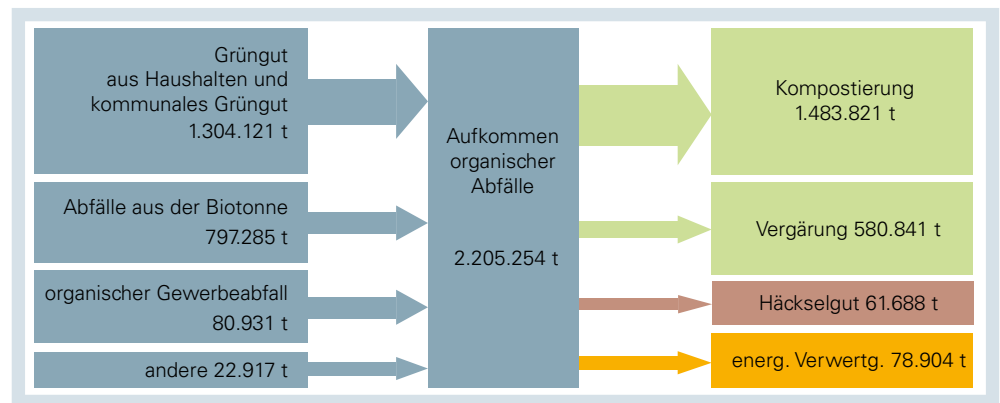 Grüngut
aus Haushalten und
kommunales Grüngut
1.304.121 t
Abfälle aus der Biotonne
797.285 t
organischer Gewerbeabfall
80.931 t
andere 22.917 t
Aufkommen
organischer
Abfälle
2.205.254 t
Kompostierung
1.483.821 t
Vergärung 580.841 t
Häckselgut 61.688 t
energ. Verwertg. 78.904 t